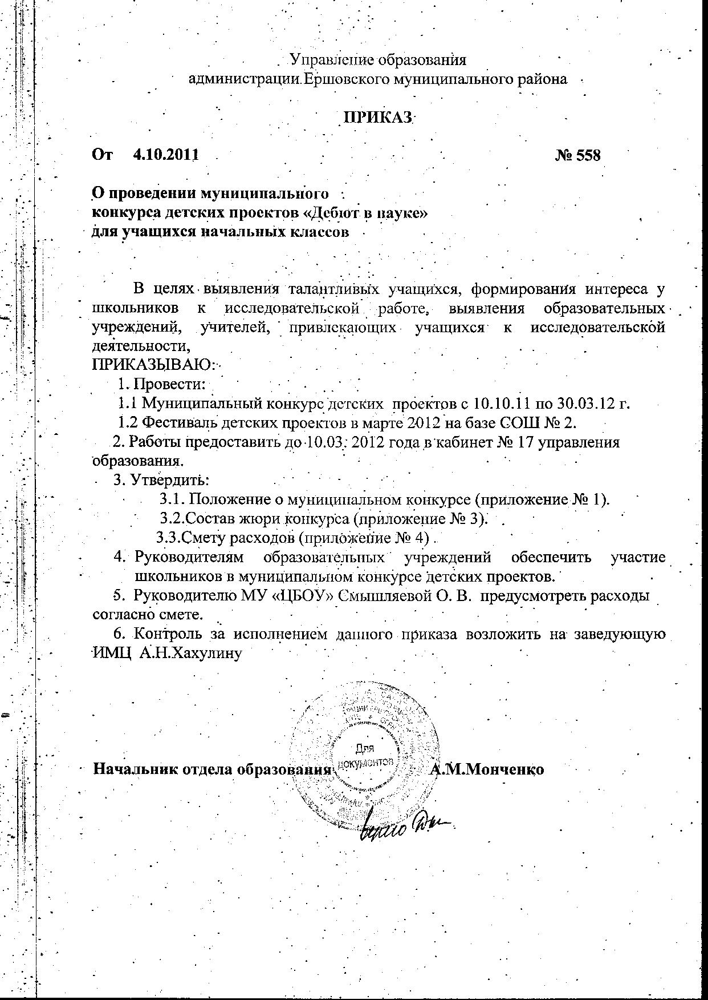 Управление образования
администрации Ершовского муниципального района
ПРИКАЗ
От 4.10.2011 № 558
О проведении муниципального
конкурса детских проектов «Дебют в науке»
для учащихся начальных классов
В целях выявления талантливых учащихся, формирования интереса у
школьников к исследовательской работе, выявления образовательных
учреждений, учителей, привлекающих учащихся к исследовательской
деятельности,
ПРИКАЗЫВАЮ:
1. Провести:
1.1 Муниципальный конкурс детских проектов с 10.10.11 по 30.03.12 г.
1.2 Фестиваль детских проектов в марте 2012 на базе СОШ № 2.
2. Работы предоставить до 10.03. 2012 года в кабинет № 17 управления
образования.
3. Утвердить:
3.1. Положение о муниципальном конкурсе (приложение № 1).
3.2.Состав жюри конкурса (приложение № 3).
3.3.Смету расходов (приложение № 4) .
4. Руководителям образовательных учреждений обеспечить участие
школьников в муниципальном конкурсе детских проектов.
5. Руководителю МУ «ЦБОУ» Смышляевой О. В. предусмотреть расходы
согласно смете.
6. Контроль за исполнением данного приказа возложить на заведующую
ИМЦ А.Н.Хахулину
Для
документов
Начальник отдела образования А.М.Монченко